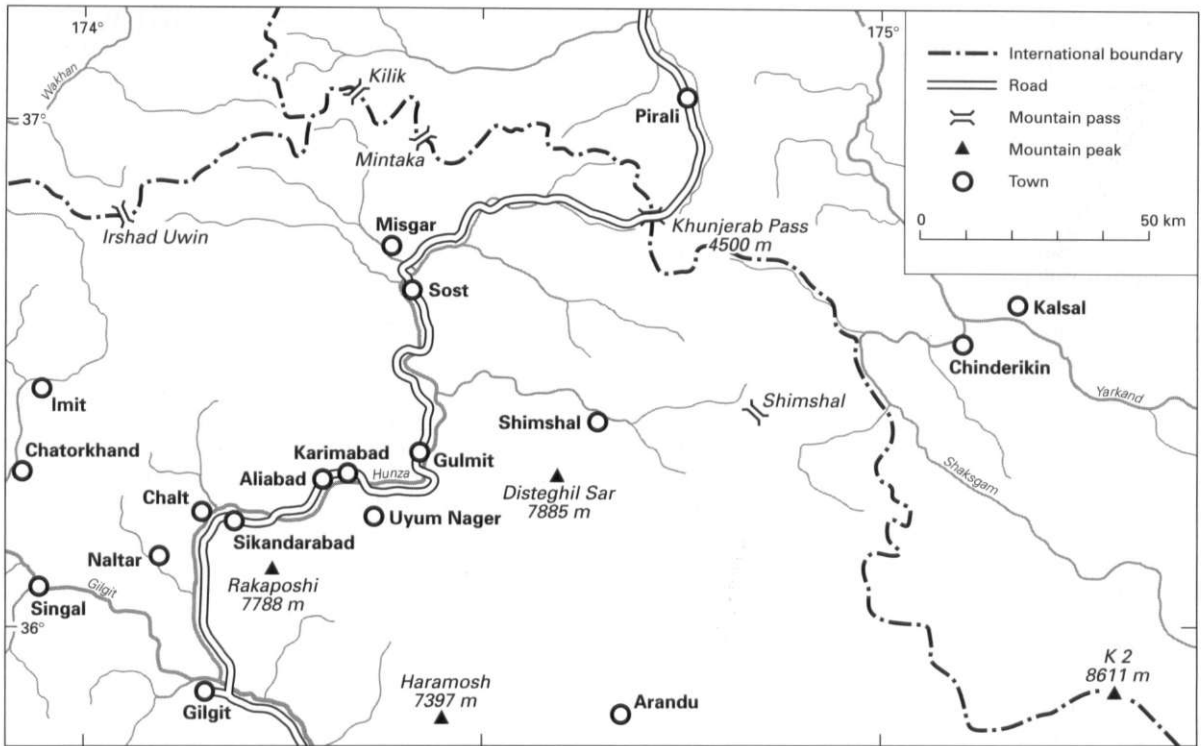 174°
175°
International boundary
Road
Mountain pass
Mountain peak
Town
0 50 km
Wakhan
Kilik
37°
Pirali
Mintaka
Irshad Uwin
Misgar
Khunjerab Pass
4500 m
Sost
Kalsal
Chinderikin
Imit
Yarkand
Shimshal
Shimshal
Chatorkhand
Karimabad
Gulmit
Aliabad
Hunza
Shaksgam
Disteghil Sar
7885 m
Chalt
Uyum Nager
Sikandarabad
Naltar
Rakaposhi
7788 m
Gilgit
Singal
36°
K 2
8611 m
Haramosh
7397 m
Arandu
Gilgit